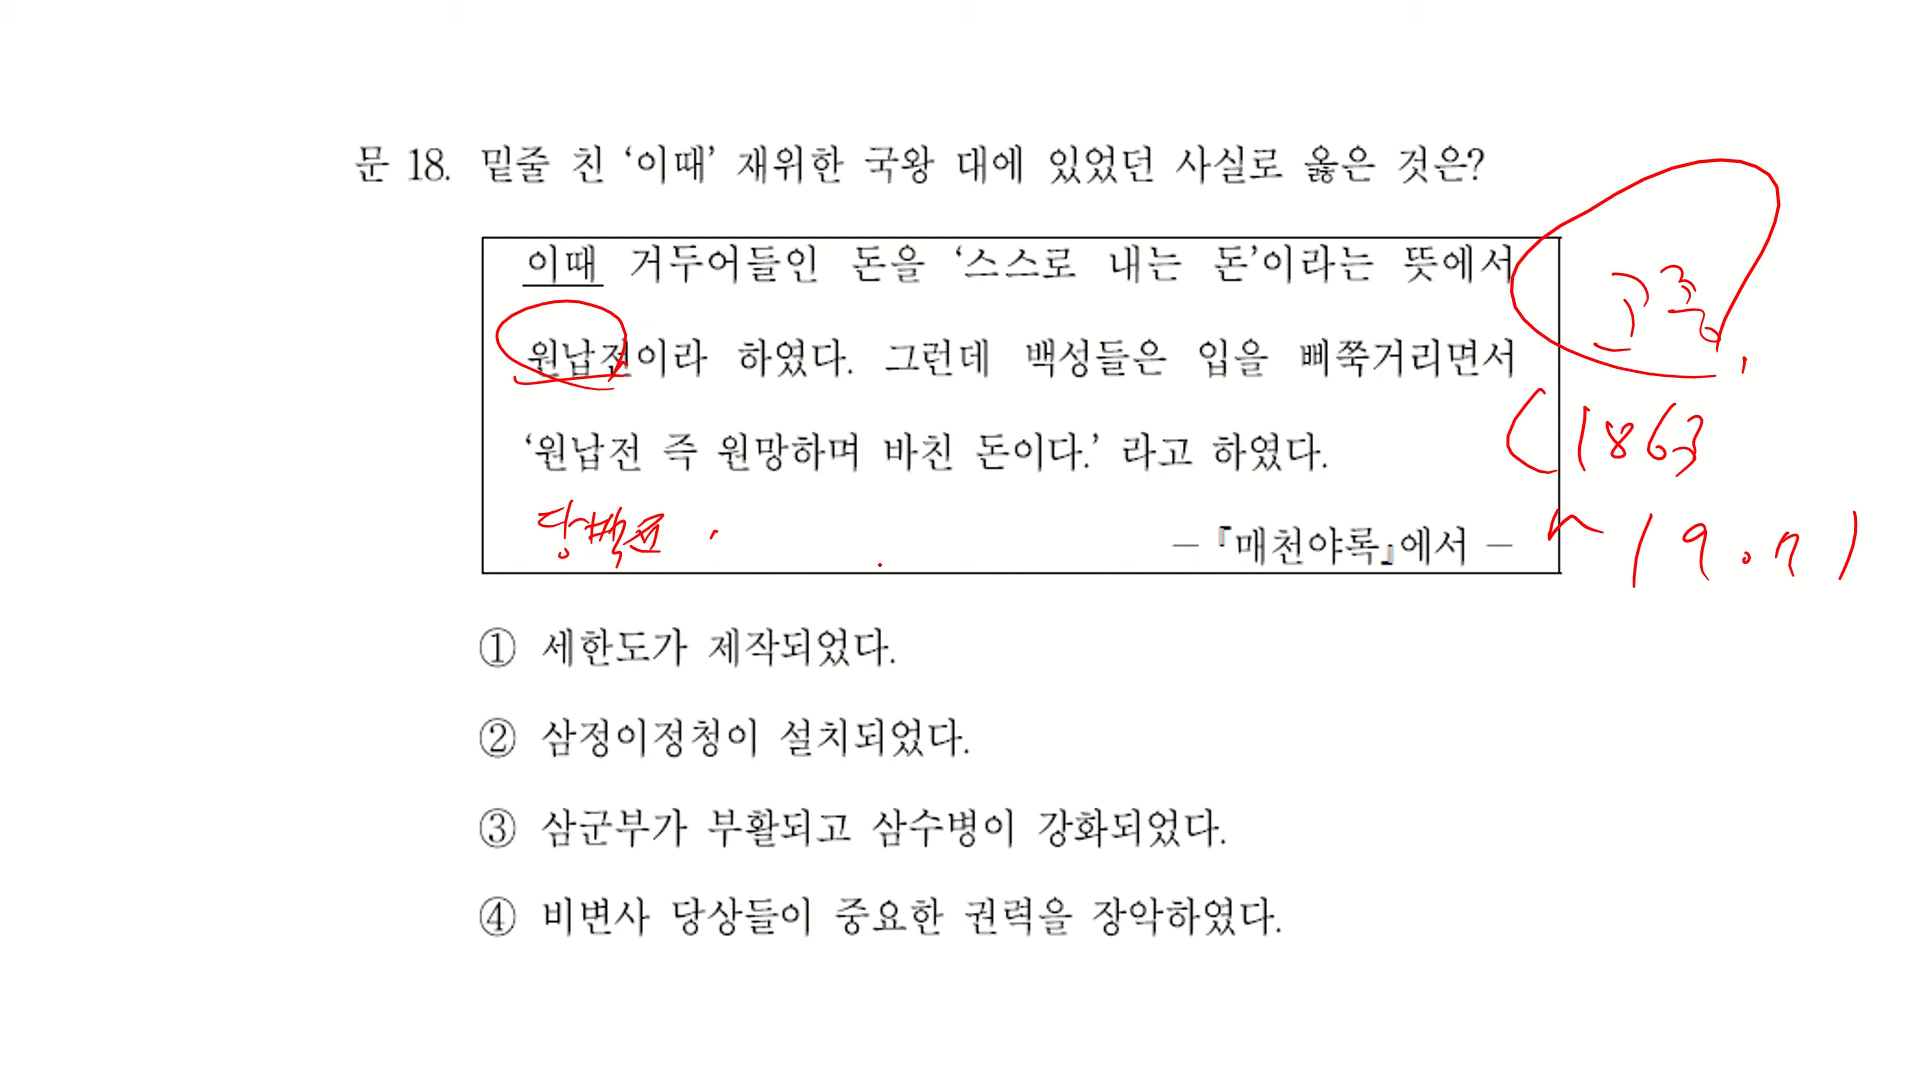 문 18. 밑줄 친 ‘이때’ 재위한 국왕 대에 있었던 사실로 옳은 것은?
이때 거두어들인 돈을 ‘스스로 내는 돈’이라는 뜻에서
원납전이라 하였다. 그런데 백성들은 입을 삐쭉거리면서
‘원납전 즉 원망하며 바친 돈이다.’ 라고 하였다.
당백전
－『매천야록』에서－
고종
(1863
~ 19.7)
① 세한도가 제작되었다.
② 삼정이정청이 설치되었다.
③ 삼군부가 부활되고 삼수병이 강화되었다.
④ 비변사 당상들이 중요한 권력을 장악하였다.